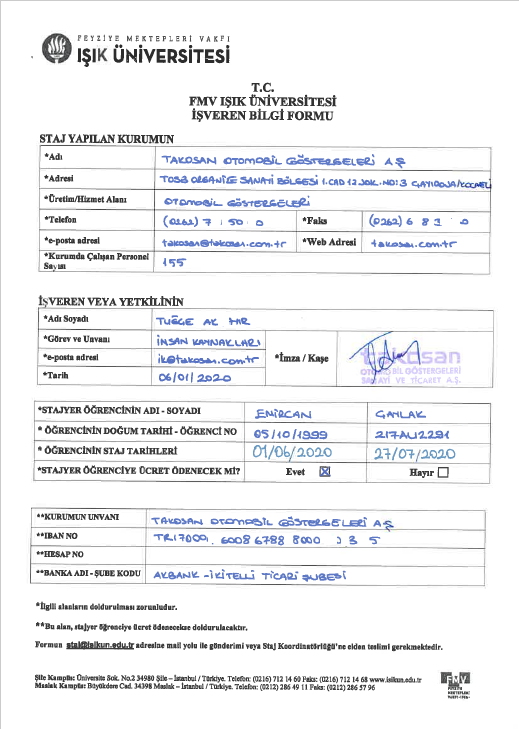 FEYZİYE MEKTEPLERİ VAKFI
IŞIK ÜNİVERSİTESİ
T.C.
FMV IŞIK ÜNİVERSİTESİ
İŞVEREN BİLGİ FORMU
STAJ YAPILAN KURUMUN
*Adı TAKOSAN OTOMOBİL GÖSTERGELERİ A.Ş
*Adresi TOSB ORGANİZE SANAYİ BÖLGESİ 1.CAD 12.SOK. NO:3 ÇAYIROVA/KOCAELİ
*Üretim/Hizmet Alanı OTOMOBİL GÖSTERGELERİ
*Telefon (0262) 7 50 0 *Faks (0262) 6 8 3 0
*e-posta adresi takosan@takosan.com.tr *Web Adresi takosan.com.tr
*Kurumda Çalışan Personel Sayısı 155
İŞVEREN VEYA YETKİLİNİN
*Adı Soyadı TUĞÇE AK
*Görev ve Unvanı İNSAN KAYNAKLARI
*e-posta adresi ik@takosan.com.tr *İmza / Kaşe
takosan
OTOMOBİL GÖSTERGELERİ
SANAYİ VE TİCARET A.Ş.
*Tarih 06/01/2020
*STAJYER ÖĞRENCİNİN ADI - SOYADI EMİRCAN GAYLAK
* ÖĞRENCİNİN DOĞUM TARİHİ - ÖĞRENCİ NO 05/10/1999 217AU2291
* ÖĞRENCİNİN STAJ TARİHLERİ 01/06/2020 27/07/2020
*STAJYER ÖĞRENCİYE ÜCRET ÖDENECEK Mİ? Evet Hayır
**KURUMUN UNVANI TAKOSAN OTOMOBİL GÖSTERGELERİ A.Ş
**IBAN NO
**HESAP NO
**BANKA ADI - ŞUBE KODU AKBANK - İKİTELLİ TİCARİ ŞUBESİ
*İlgili alanların doldurulması zorunludur.
**Bu alan, stajyer öğrenciye ücret ödenecekse doldurulacaktır.
Formun staj@isikun.edu.tr adresine mail yolu ile gönderimi veya Staj Koordinatörlüğü'ne elden teslimi gerekmektedir.
Şile Kampüs: Üniversite Sok. No.2 34980 Şile – İstanbul / Türkiye. Telefon: (0216) 712 14 60 Faks: (0216) 712 14 68 www.isikun.edu.tr
Maslak Kampüs: Büyükdere Cad. 34398 Maslak – İstanbul / Türkiye. Telefon: (0212) 286 49 11 Faks: (0212) 286 57 96
FMV
FEYZİYE
MEKTEPLERİ